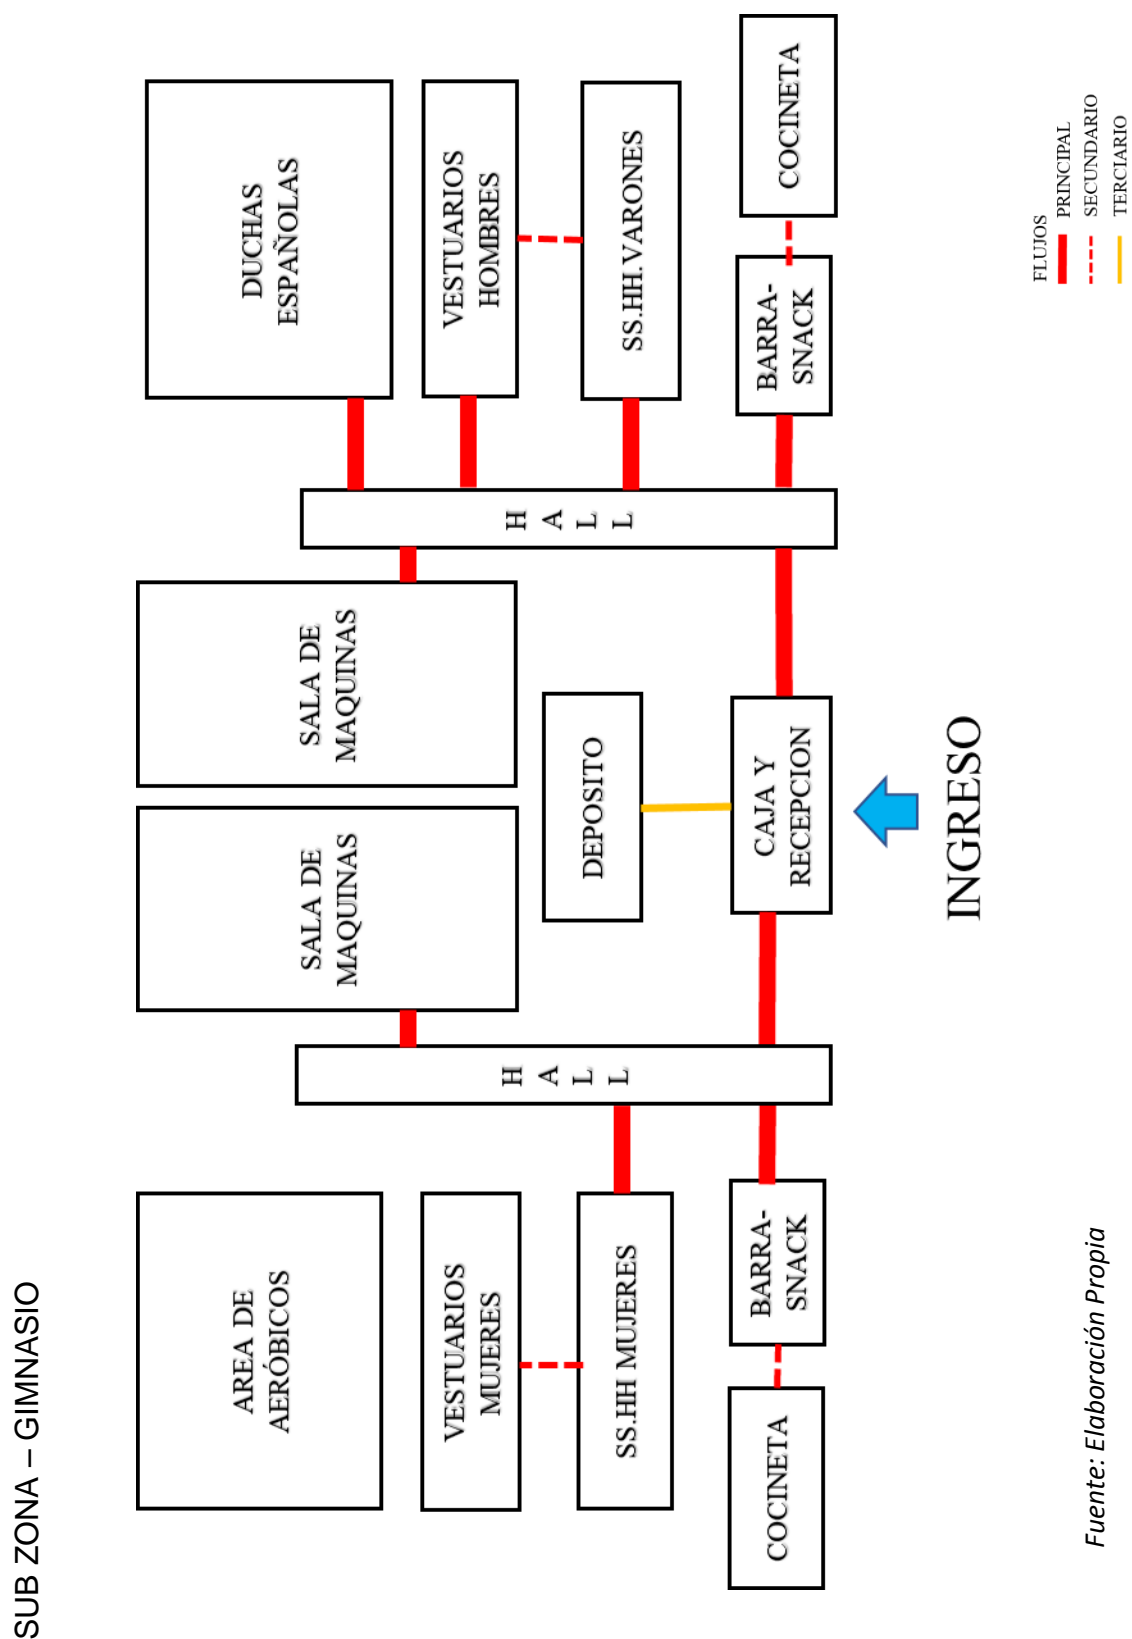 SUB ZONA – GIMNASIO
AREA DE
AERÓBICOS
SALA DE
MAQUINAS
SALA DE
MAQUINAS
DUCHAS
ESPAÑOLAS
VESTUARIOS
MUJERES
VESTUARIOS
HOMBRES
SS.HH MUJERES
H
A
L
L
DEPOSITO
H
A
L
L
SS.HH.VARONES
COCINETA
BARRA-
SNACK
CAJA Y
RECEPCION
BARRA-
SNACK
COCINETA
INGRESO
FLUJOS
PRINCIPAL
SECUNDARIO
TERCIARIO
Fuente: Elaboración Propia